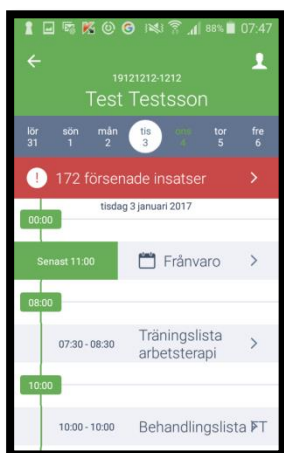 88% 07:47
19121212-1212
Test Testsson
lör sön mån tis ons tor fre
31 1 2 3 4 5 6
172 försenade insatser
tisdag 3 januari 2017
00:00
Senast 11:00 Frånvaro
08:00
07:30 - 08:30 Träningslista
arbetsterapi
10:00
10:00 - 10:00 Behandlingslista FT